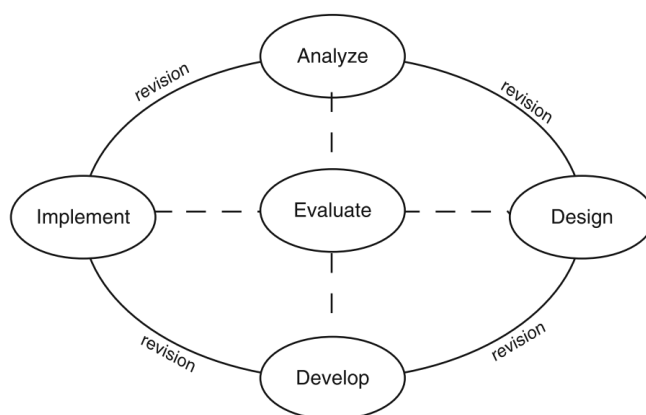 Analyze
revision
revision
Implement
Evaluate
Design
revision
revision
Develop